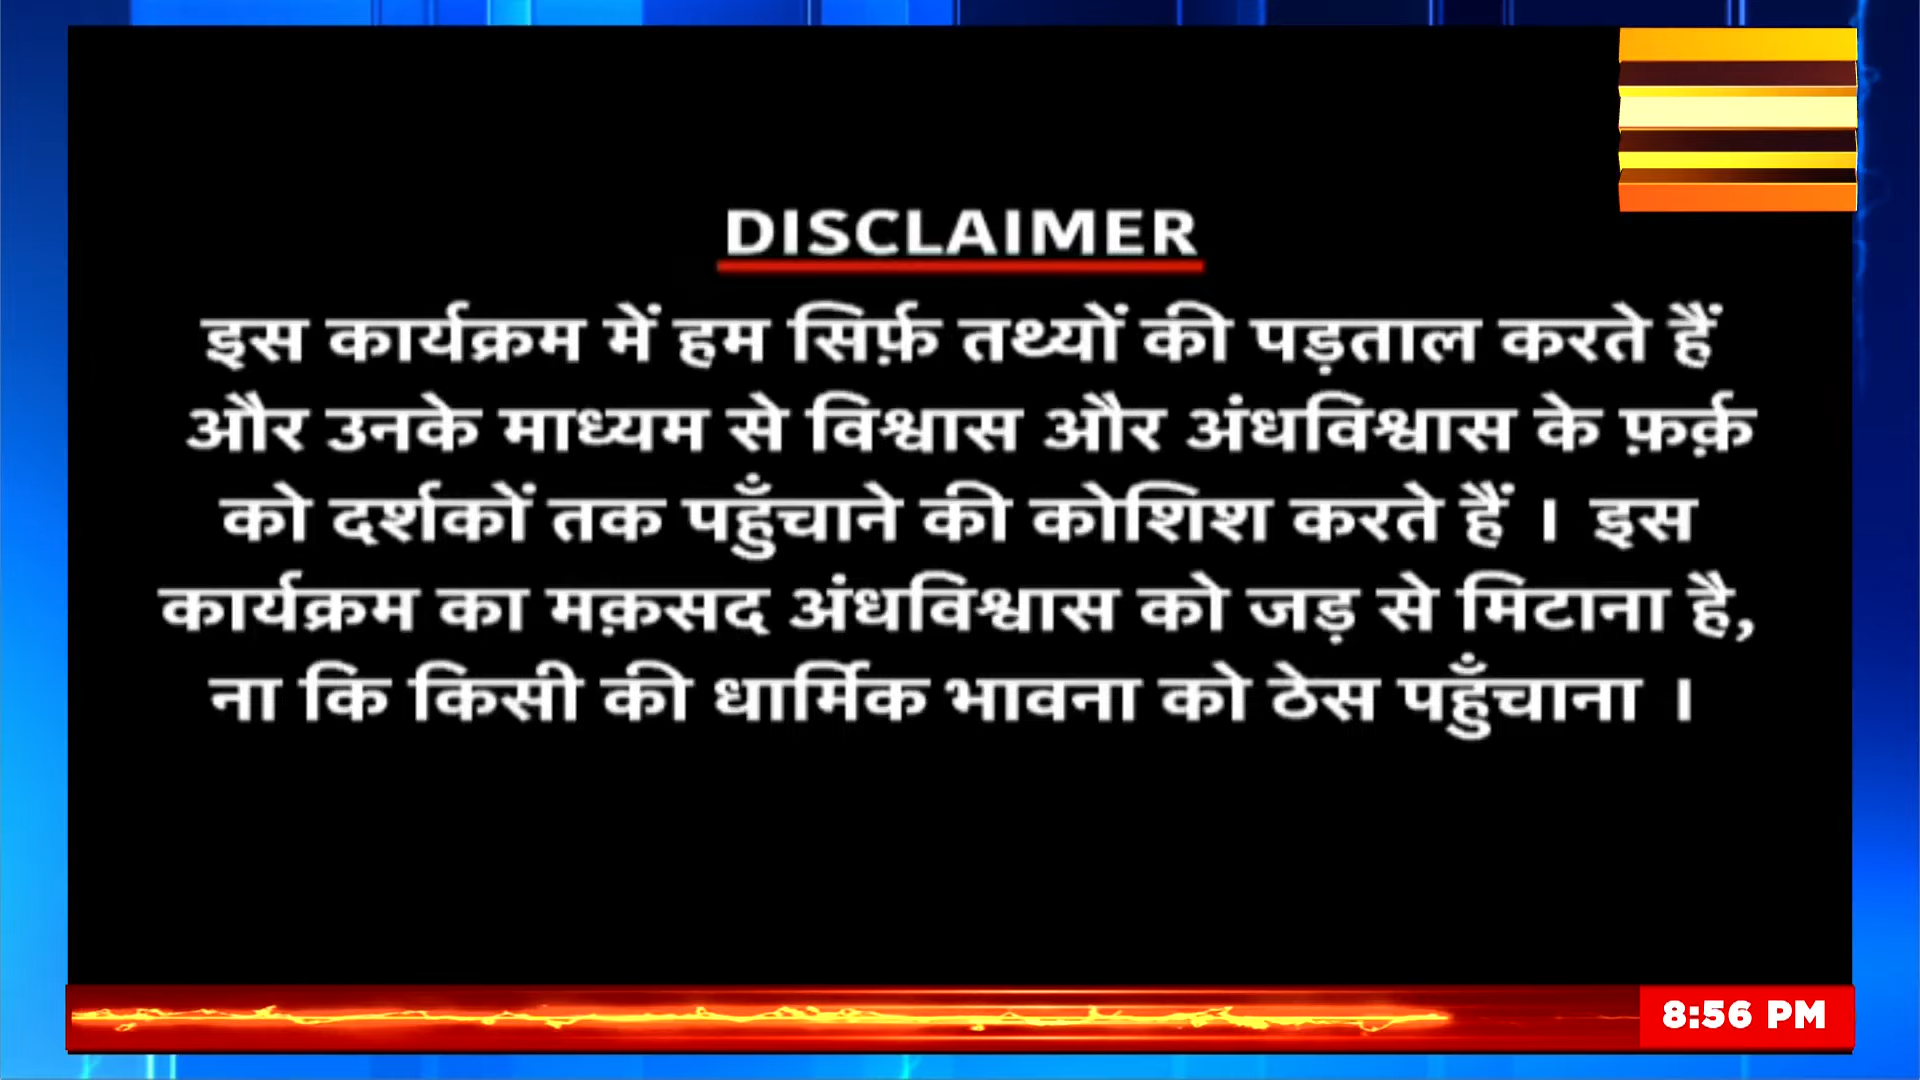 DISCLAIMER
इस कार्यक्रम में हम सिर्फ़ तथ्यों की पड़ताल करते हैं
और उनके माध्यम से विश्वास और अंधविश्वास के फ़र्क़
को दर्शकों तक पहुँचाने की कोशिश करते हैं । इस
कार्यक्रम का मक़सद अंधविश्वास को जड़ से मिटाना है,
ना कि किसी की धार्मिक भावना को ठेस पहुँचाना ।
8:56 PM